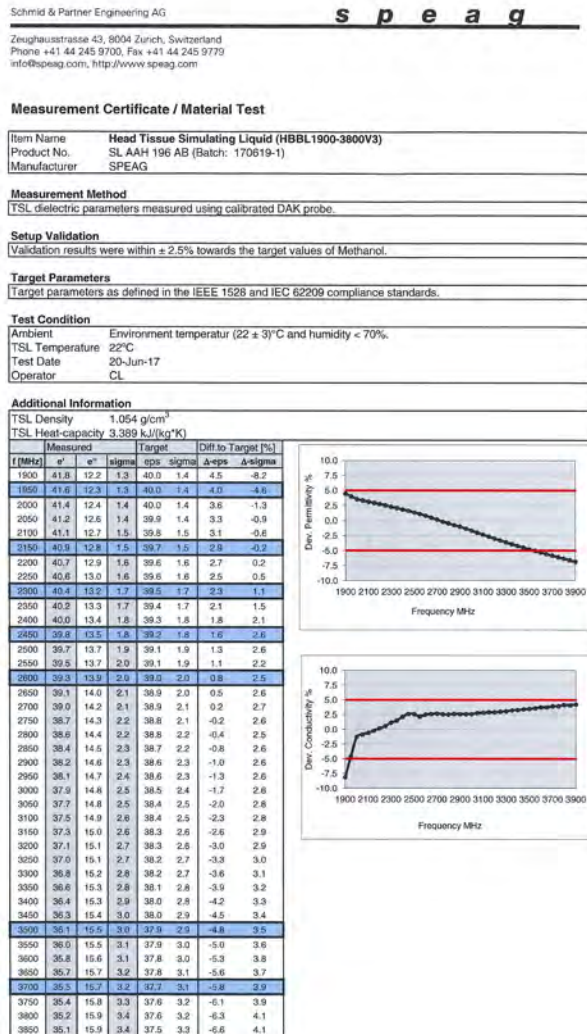 Schmid & Partner Engineering AG
s p e a g
Zeughausstrasse 43, 8004 Zurich, Switzerland
Phone +41 44 245 9700, Fax +41 44 245 9779
info@speag.com, http://www.speag.com
Measurement Certificate / Material Test
Item Name Head Tissue Simulating Liquid (HBBL1900-3800V3)
Product No. SL AAH 196 AB (Batch: 170619-1)
Manufacturer SPEAG
Measurement Method
TSL dielectric parameters measured using calibrated DAK probe.
Setup Validation
Validation results were within ± 2.5% towards the target values of Methanol.
Target Parameters
Target parameters as defined in the IEEE 1528 and IEC 62209 compliance standards.
Test Condition
Ambient Environment temperatur (22 ± 3)°C and humidity < 70%.
TSL Temperature 22°C
Test Date 20-Jun-17
Operator CL
Additional Information
TSL Density 1.054 g/cm³
TSL Heat-capacity 3.389 kJ/(kg*K)
Measured Target Diff.to Target [%]
f [MHz] e' e'' sigma eps sigma Δ-eps Δ-sigma
1900 41.8 12.2 1.3 40.0 1.4 4.5 -8.2
1950 41.6 12.3 1.3 40.0 1.4 4.0 -4.6
2000 41.4 12.4 1.4 40.0 1.4 3.6 -1.3
2050 41.2 12.6 1.4 39.9 1.4 3.3 -0.9
2100 41.1 12.7 1.5 39.8 1.5 3.1 -0.6
2150 40.9 12.8 1.5 39.7 1.5 2.9 -0.2
2200 40.7 12.9 1.6 39.6 1.6 2.7 0.2
2250 40.6 13.0 1.6 39.6 1.6 2.5 0.5
2300 40.4 13.2 1.7 39.5 1.7 2.3 1.1
2350 40.2 13.3 1.7 39.4 1.7 2.1 1.5
2400 40.0 13.4 1.8 39.3 1.8 1.8 2.1
2450 39.8 13.5 1.8 39.2 1.8 1.6 2.6
2500 39.7 13.7 1.9 39.1 1.9 1.3 2.6
2550 39.5 13.7 2.0 39.1 1.9 1.1 2.2
2600 39.3 13.9 2.0 39.0 2.0 0.8 2.5
2650 39.1 14.0 2.1 38.9 2.0 0.5 2.6
2700 39.0 14.2 2.1 38.9 2.1 0.2 2.7
2750 38.7 14.3 2.2 38.8 2.1 -0.2 2.6
2800 38.6 14.4 2.2 38.8 2.2 -0.4 2.5
2850 38.4 14.5 2.3 38.7 2.2 -0.8 2.6
2900 38.2 14.6 2.3 38.6 2.3 -1.0 2.6
2950 38.1 14.7 2.4 38.6 2.3 -1.3 2.6
3000 37.9 14.8 2.5 38.5 2.4 -1.7 2.6
3050 37.7 14.8 2.5 38.4 2.5 -2.0 2.8
3100 37.5 14.9 2.6 38.4 2.5 -2.3 2.8
3150 37.3 15.0 2.6 38.3 2.6 -2.6 2.9
3200 37.1 15.1 2.7 38.3 2.6 -3.0 2.9
3250 37.0 15.1 2.7 38.2 2.7 -3.3 3.0
3300 36.8 15.2 2.8 38.2 2.7 -3.6 3.1
3350 36.6 15.3 2.8 38.1 2.8 -3.9 3.2
3400 36.4 15.3 2.9 38.0 2.8 -4.2 3.3
3450 36.3 15.4 3.0 38.0 2.9 -4.5 3.4
3500 36.1 15.5 3.0 37.9 2.9 -4.8 3.5
3550 36.0 15.5 3.1 37.9 3.0 -5.0 3.6
3600 35.8 15.6 3.1 37.8 3.0 -5.3 3.8
3650 35.7 15.7 3.2 37.8 3.1 -5.6 3.7
3700 35.5 15.7 3.2 37.7 3.1 -5.8 3.9
3750 35.4 15.8 3.3 37.6 3.2 -6.1 3.9
3800 35.2 15.9 3.4 37.6 3.2 -6.3 4.1
3850 35.1 15.9 3.4 37.5 3.3 -6.6 4.1
Dev. Permittivity %
10.0
7.5
5.0
2.5
0.0
-2.5
-5.0
-7.5
-10.0
1900 2100 2300 2500 2700 2900 3100 3300 3500 3700 3900
Frequency MHz
Dev. Conductivity %
10.0
7.5
5.0
2.5
0.0
-2.5
-5.0
-7.5
-10.0
1900 2100 2300 2500 2700 2900 3100 3300 3500 3700 3900
Frequency MHz